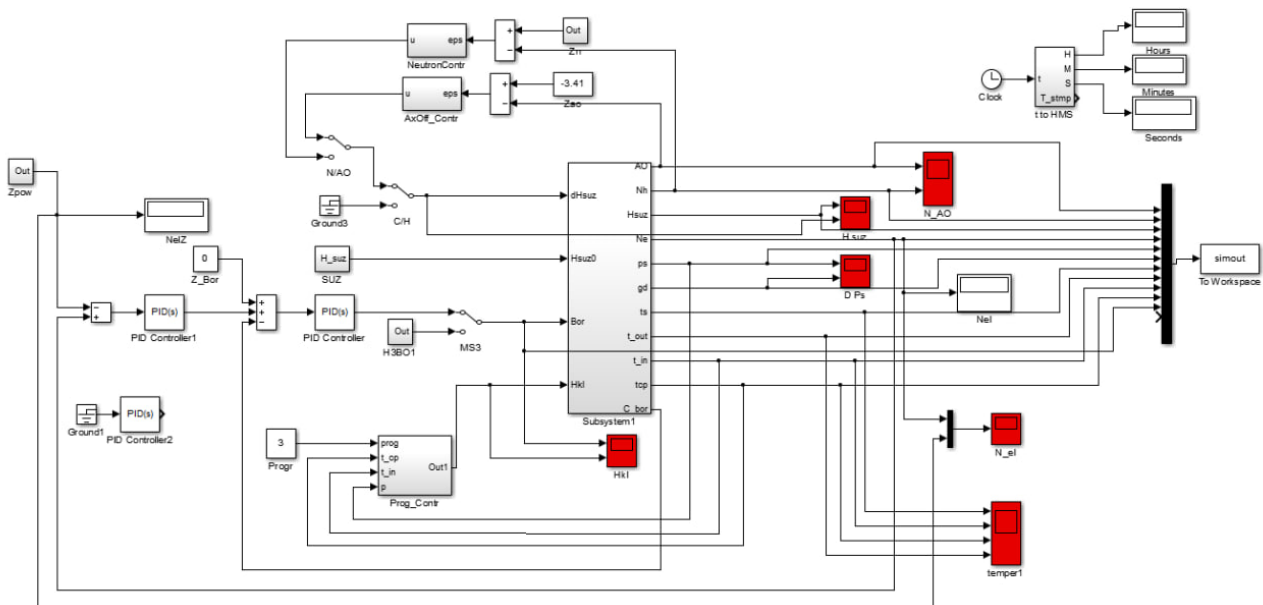 u eps
NeutronContr
+
−
Out
Zn
u eps
AxOff_Contr
+
−
-3.41
Zao
Clock
t
H
M
S
T_stmp
t to HMS
Hours
Minutes
Seconds
N/AO
C/H
Ground3
Out
Zpow
NelZ
0
Z_Bor
H_suz
SUZ
−
+
PID(s)
PID Controller1
+
+
−
PID(s)
PID Controller
Out
H3BO1
MS3
Ground1
PID(s)
PID Controller2
3
Progr
prog
t_cp
t_in
p
Out1
Prog_Contr
dHsuz
Hsuz0
Bor
Hkl
AO
Nh
Hsuz
Ne
ps
gd
ts
t_out
t_in
tcp
C_bor
Subsystem1
N_AO
H suz
D Ps
Nel
Hkl
N_el
temper1
simout
To Workspace